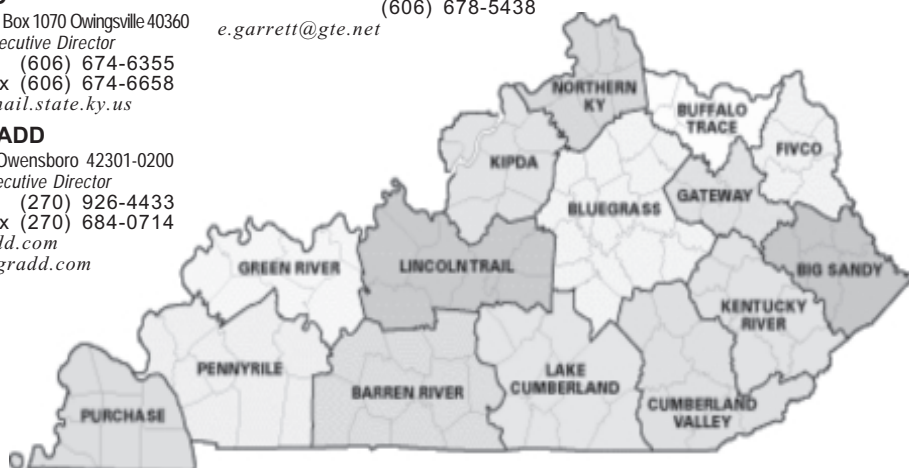 Box 1070 Owingsville 40360
ecutive Director
(606) 674-6355
x (606) 674-6658
nail.state.ky.us
ADD
Owensboro 42301-0200
ecutive Director
(270) 926-4433
x (270) 684-0714
dd.com
gradd.com
(606) 678-5438
e.garrett@gte.net
NORTHERN
KY
BUFFALO
TRACE
FIVCO
KIPDA
GATEWAY
BLUEGRASS
GREEN RIVER
LINCOLN TRAIL
BIG SANDY
KENTUCKY
RIVER
PENNYRILE
BARREN RIVER
LAKE
CUMBERLAND
PURCHASE
CUMBERLAND
VALLEY